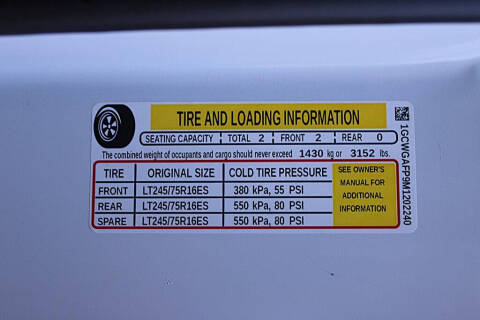 TIRE AND LOADING INFORMATION
SEATING CAPACITY TOTAL 2 FRONT 2 REAR 0
The combined weight of occupants and cargo should never exceed 1430 kg or 3152 lbs.
TIRE ORIGINAL SIZE COLD TIRE PRESSURE
FRONT LT245/75R16ES 380 kPa, 55 PSI
REAR LT245/75R16ES 550 kPa, 80 PSI
SPARE LT245/75R16ES 550 kPa, 80 PSI
SEE OWNER'S
MANUAL FOR
ADDITIONAL
INFORMATION
1GCWGAFP9M1202240